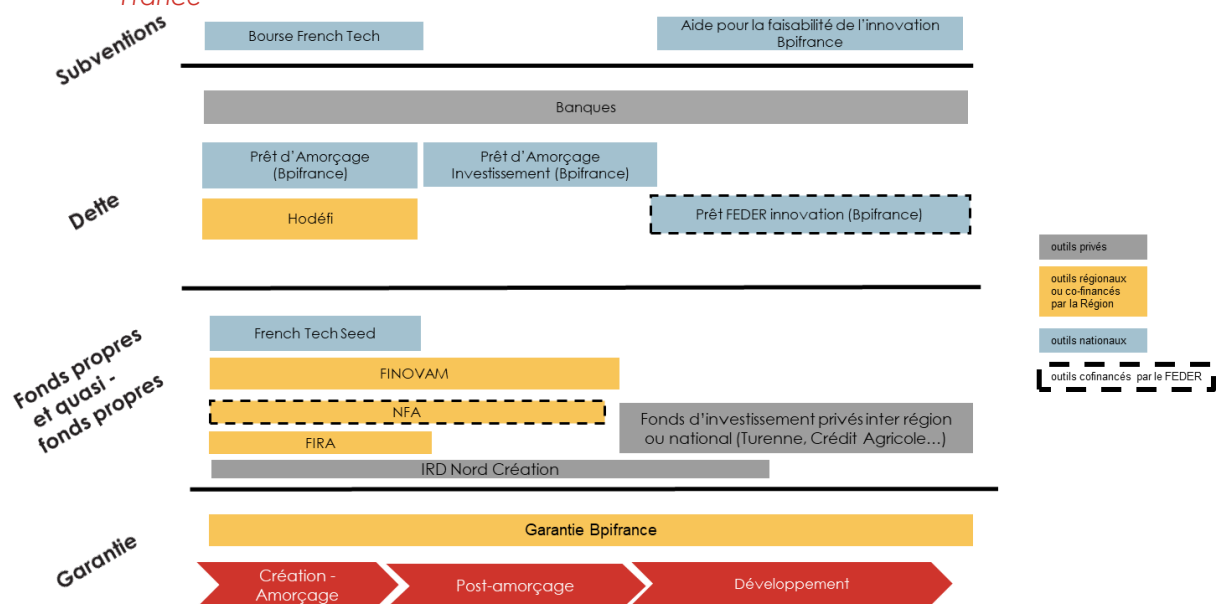 France
Subventions
Bourse French Tech
Aide pour la faisabilité de l'innovation
Bpifrance
Banques
Dette
Prêt d'Amorçage
(Bpifrance)
Prêt d'Amorçage
Investissement (Bpifrance)
Hodéfi
Prêt FEDER innovation (Bpifrance)
outils privés
outils régionaux
ou co-financés
par la Région
outils nationaux
outils cofinancés par le FEDER
Fonds propres
et quasi -
fonds propres
French Tech Seed
FINOVAM
NFA
FIRA
Fonds d'investissement privés inter région
ou national (Turenne, Crédit Agricole...)
IRD Nord Création
Garantie
Garantie Bpifrance
Création -
Amorçage
Post-amorçage
Développement